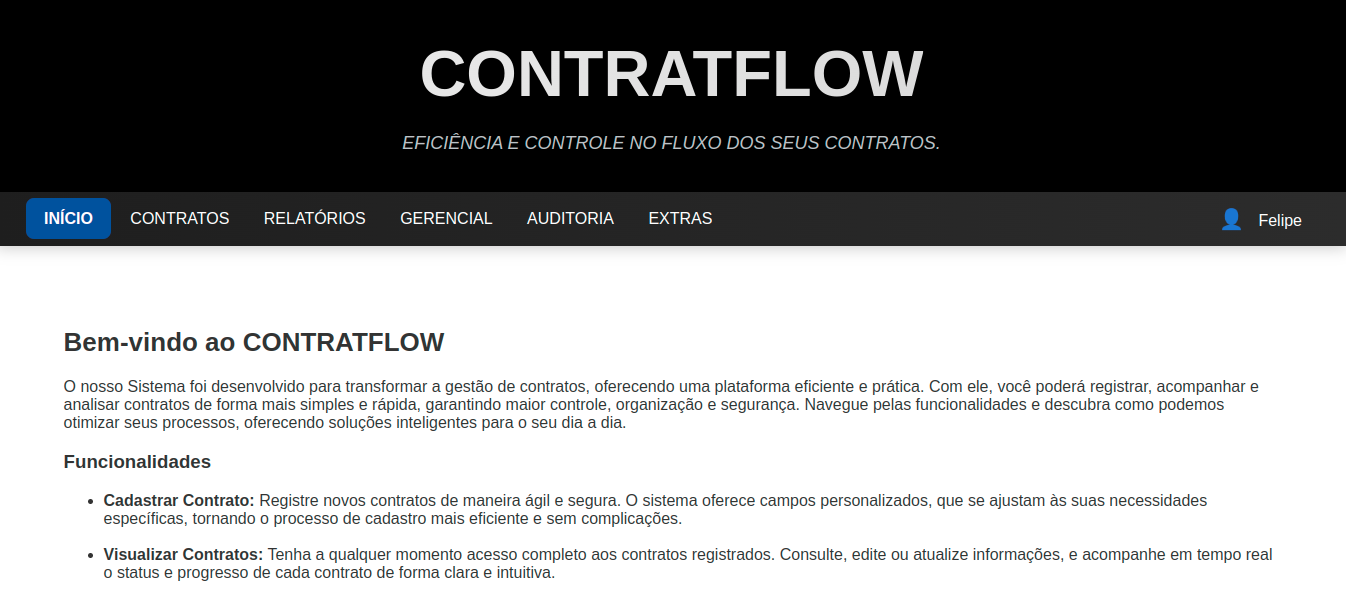 CONTRATFLOW
EFICIÊNCIA E CONTROLE NO FLUXO DOS SEUS CONTRATOS.
INÍCIO CONTRATOS RELATÓRIOS GERENCIAL AUDITORIA EXTRAS Felipe
Bem-vindo ao CONTRATFLOW
O nosso Sistema foi desenvolvido para transformar a gestão de contratos, oferecendo uma plataforma eficiente e prática. Com ele, você poderá registrar, acompanhar e
analisar contratos de forma mais simples e rápida, garantindo maior controle, organização e segurança. Navegue pelas funcionalidades e descubra como podemos
otimizar seus processos, oferecendo soluções inteligentes para o seu dia a dia.
Funcionalidades
• Cadastrar Contrato: Registre novos contratos de maneira ágil e segura. O sistema oferece campos personalizados, que se ajustam às suas necessidades
específicas, tornando o processo de cadastro mais eficiente e sem complicações.
• Visualizar Contratos: Tenha a qualquer momento acesso completo aos contratos registrados. Consulte, edite ou atualize informações, e acompanhe em tempo real
o status e progresso de cada contrato de forma clara e intuitiva.